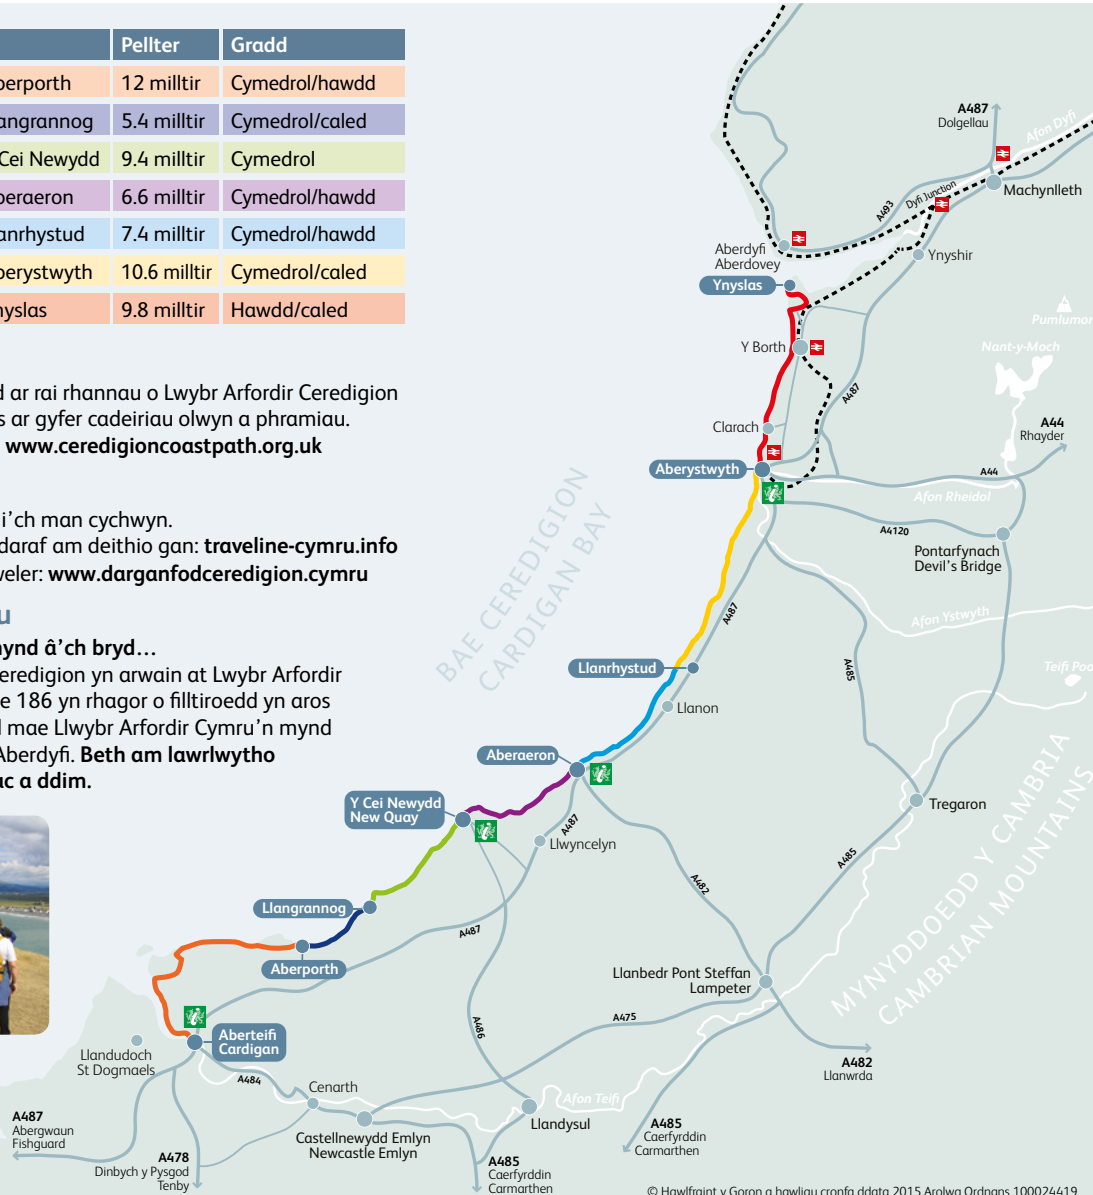 Pellter Gradd
berporth 12 milltir Cymedrol/hawdd
angrannog 5.4 milltir Cymedrol/caled
Cei Newydd 9.4 milltir Cymedrol
beraeron 6.6 milltir Cymedrol/hawdd
anrhystud 7.4 milltir Cymedrol/hawdd
berystwyth 10.6 milltir Cymedrol/caled
nyslas 9.8 milltir Hawdd/caled
d ar rai rhannau o Lwybr Arfordir Ceredigion
s ar gyfer cadeiriau olwyn a phramiau.
www.ceredigioncoastpath.org.uk
i’ch man cychwyn.
daraf am deithio gan: traveline-cymru.info
weler: www.darganfodceredigion.cymru
u
mynd â’ch bryd…
eredigion yn arwain at Lwybr Arfordir
e 186 yn rhagor o filltiroedd yn aros
l mae Llwybr Arfordir Cymru’n mynd
Aberdyfi. Beth am lawrlwytho
ac a ddim.
A487
Dolgellau
Afon Dyfi
Machynlleth
Dyfi Junction
A493
Aberdyfi
Aberdovey
Ynyshir
Ynyslas
Pumlumon
Nant-y-Moch
Y Borth
A487
Clarach
A44
Rhayder
Aberystwyth
A44
Afon Rheidol
A4120
Pontarfynach
Devil’s Bridge
BAE CEREDIGION
CARDIGAN BAY
A487
Afon Ystwyth
Llanrhystud
A485
Teifi Poo
Llanon
Aberaeron
Y Cei Newydd
New Quay
Tregaron
A487
Llwyncelyn
A485
A482
MYNYDDOEDD Y CAMBRIA
CAMBRIAN MOUNTAINS
Llangrannog
A487
Aberporth
Llanbedr Pont Steffan
Lampeter
A475
A486
Aberteifi
Cardigan
Llandudoch
St Dogmaels
A482
Llanwrda
A484
Cenarth
Afon Teifi
Llandysul
Castellnewydd Emlyn
Newcastle Emlyn
A487
Abergwaun
Fishguard
A485
Caerfyrddin
Carmarthen
A478
Dinbych y Pysgod
Tenby
A485
Caerfyrddin
Carmarthen
© Hawlfraint y Goron a hawliau cronfa ddata 2015 Arolwg Ordnans 100024419